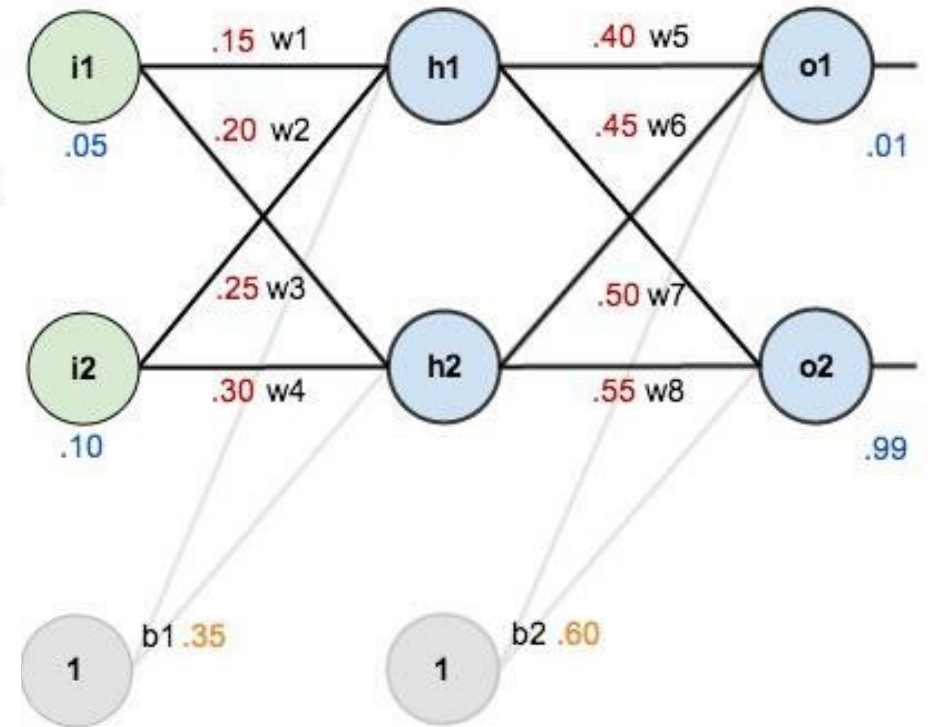 .15 w1
.40 w5
i1
h1
o1
.20 w2
.45 w6
.05
.01
.25 w3
.50 w7
i2
h2
o2
.30 w4
.55 w8
.10
.99
b1 .35
b2 .60
1
1